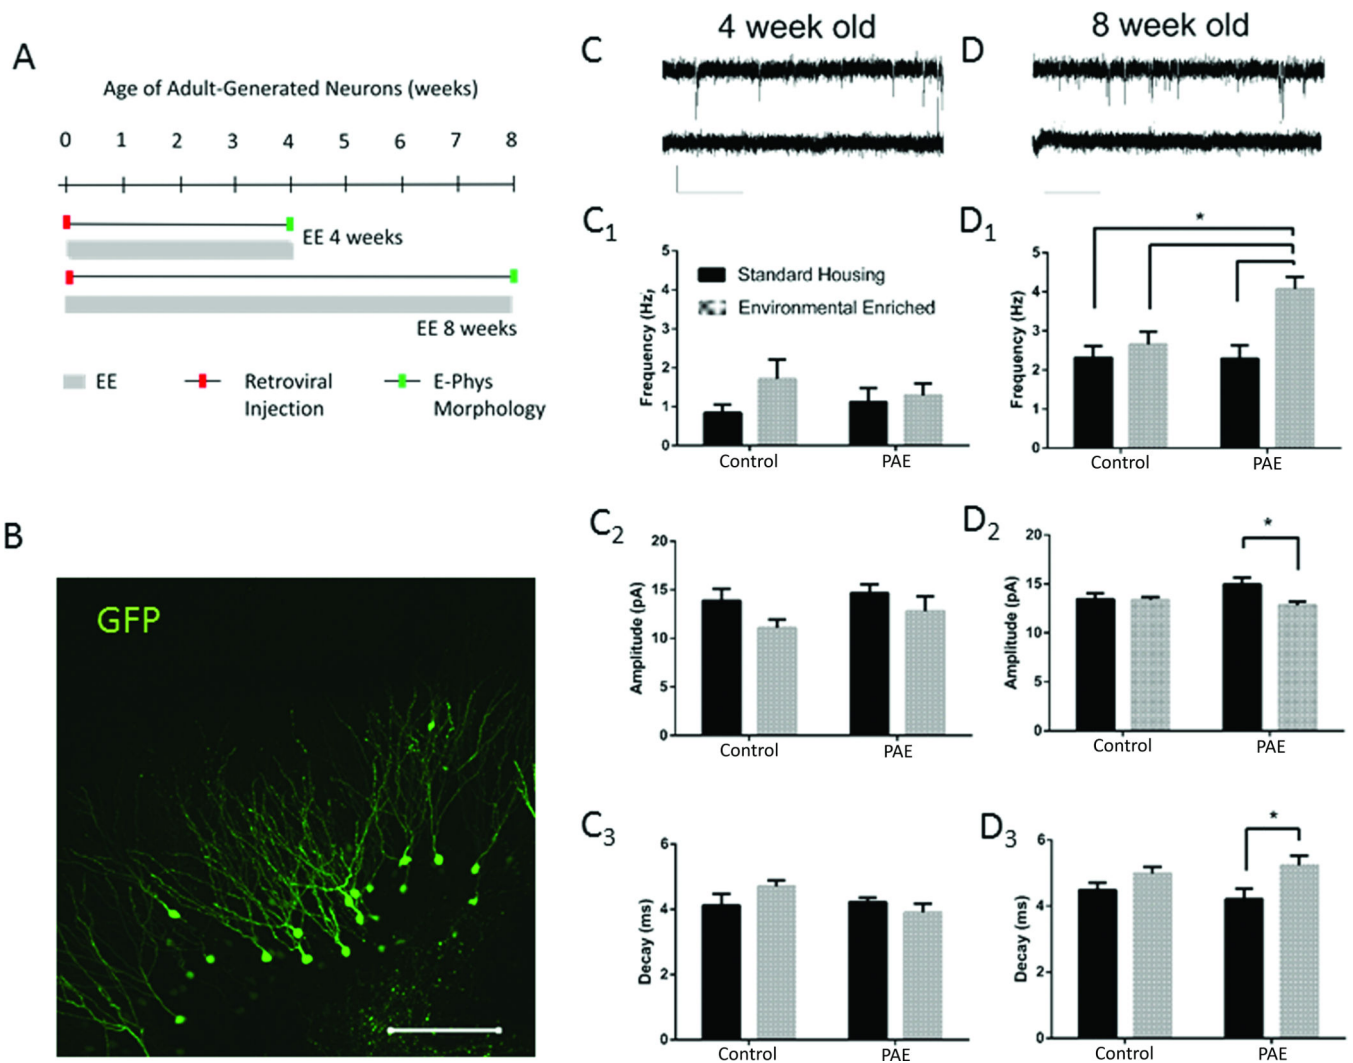 A
Age of Adult-Generated Neurons (weeks)
0 1 2 3 4 5 6 7 8
EE 4 weeks
EE 8 weeks
EE
Retroviral
Injection
E-Phys
Morphology
B
GFP
4 week old
C
8 week old
D
C1
5
4
3
2
1
0
Frequency (Hz)
Standard Housing
Environmental Enriched
Control
PAE
D1
5
4
3
2
1
0
Frequency (Hz)
*
Control
PAE
C2
20
15
10
5
0
Amplitude (pA)
Control
PAE
D2
20
15
10
5
0
Amplitude (pA)
*
Control
PAE
C3
6
4
2
0
Decay (ms)
Control
PAE
D3
6
4
2
0
Decay (ms)
*
Control
PAE